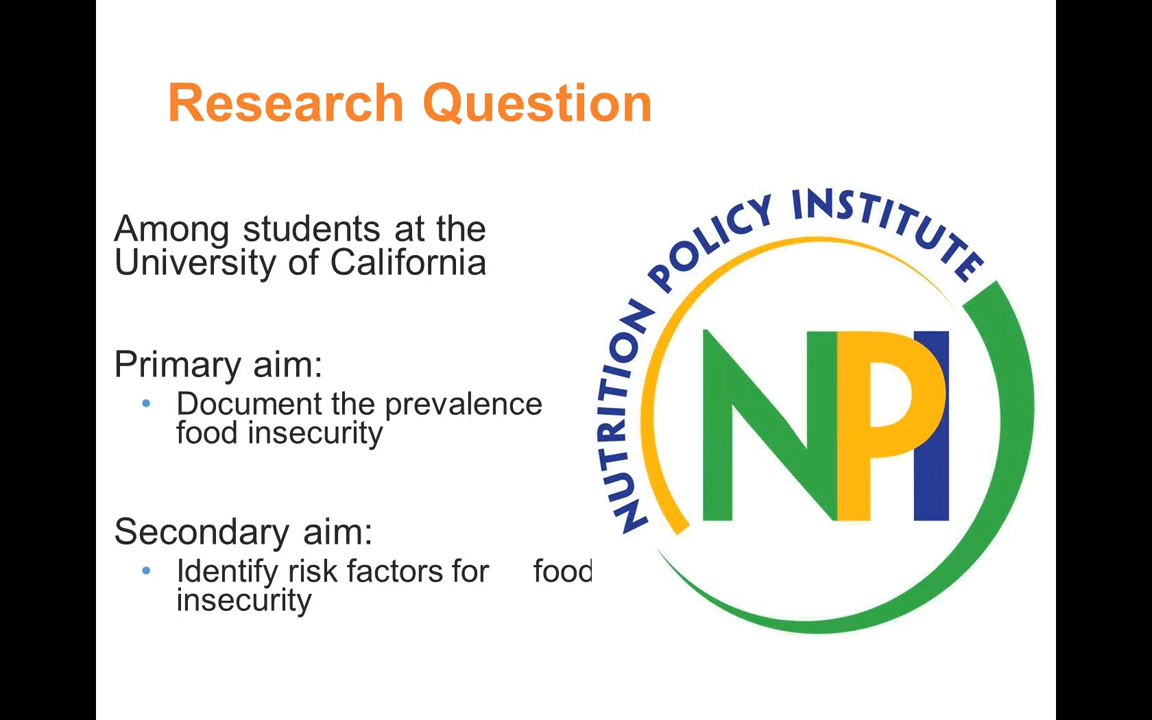 Research Question
Among students at the
University of California
Primary aim:
• Document the prevalence
food insecurity
Secondary aim:
• Identify risk factors for food
insecurity
NUTRITION POLICY INSTITUTE
NPI